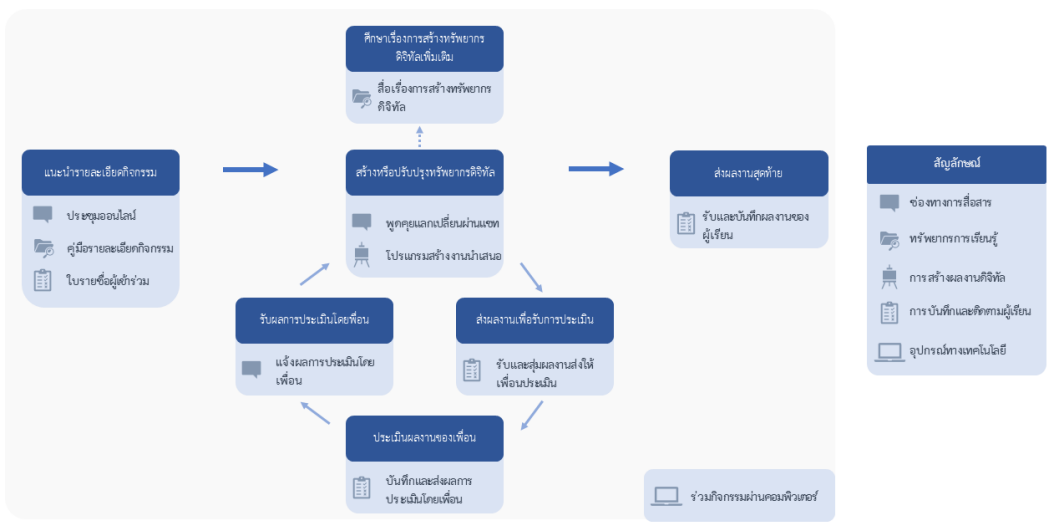 ศึกษาเรื่องการสร้างทรัพยากร
ดิจิทัลเพิ่มเติม
สื่อเรื่องการสร้างทรัพยากร
ดิจิทัล
แนะนำรายละเอียดกิจกรรม
ประชุมออนไลน์
คู่มือรายละเอียดกิจกรรม
ใบรายชื่อผู้เข้าร่วม
สร้างหรือปรับปรุงทรัพยากรดิจิทัล
พูดคุยแลกเปลี่ยนผ่านแชท
โปรแกรมสร้างงานนำเสนอ
ส่งผลงานสุดท้าย
รับและบันทึกผลงานของ
ผู้เรียน
รับผลการประเมินโดยเพื่อน
แจ้งผลการประเมินโดย
เพื่อน
ส่งผลงานเพื่อรับการประเมิน
รับและสุ่มผลงานส่งให้
เพื่อนประเมิน
ประเมินผลงานของเพื่อน
บันทึกและส่งผลการ
ประเมินโดยเพื่อน
ร่วมกิจกรรมผ่านคอมพิวเตอร์
สัญลักษณ์
ช่องทางการสื่อสาร
ทรัพยากรการเรียนรู้
การสร้างผลงานดิจิทัล
การบันทึกและติดตามผู้เรียน
อุปกรณ์ทางเทคโนโลยี